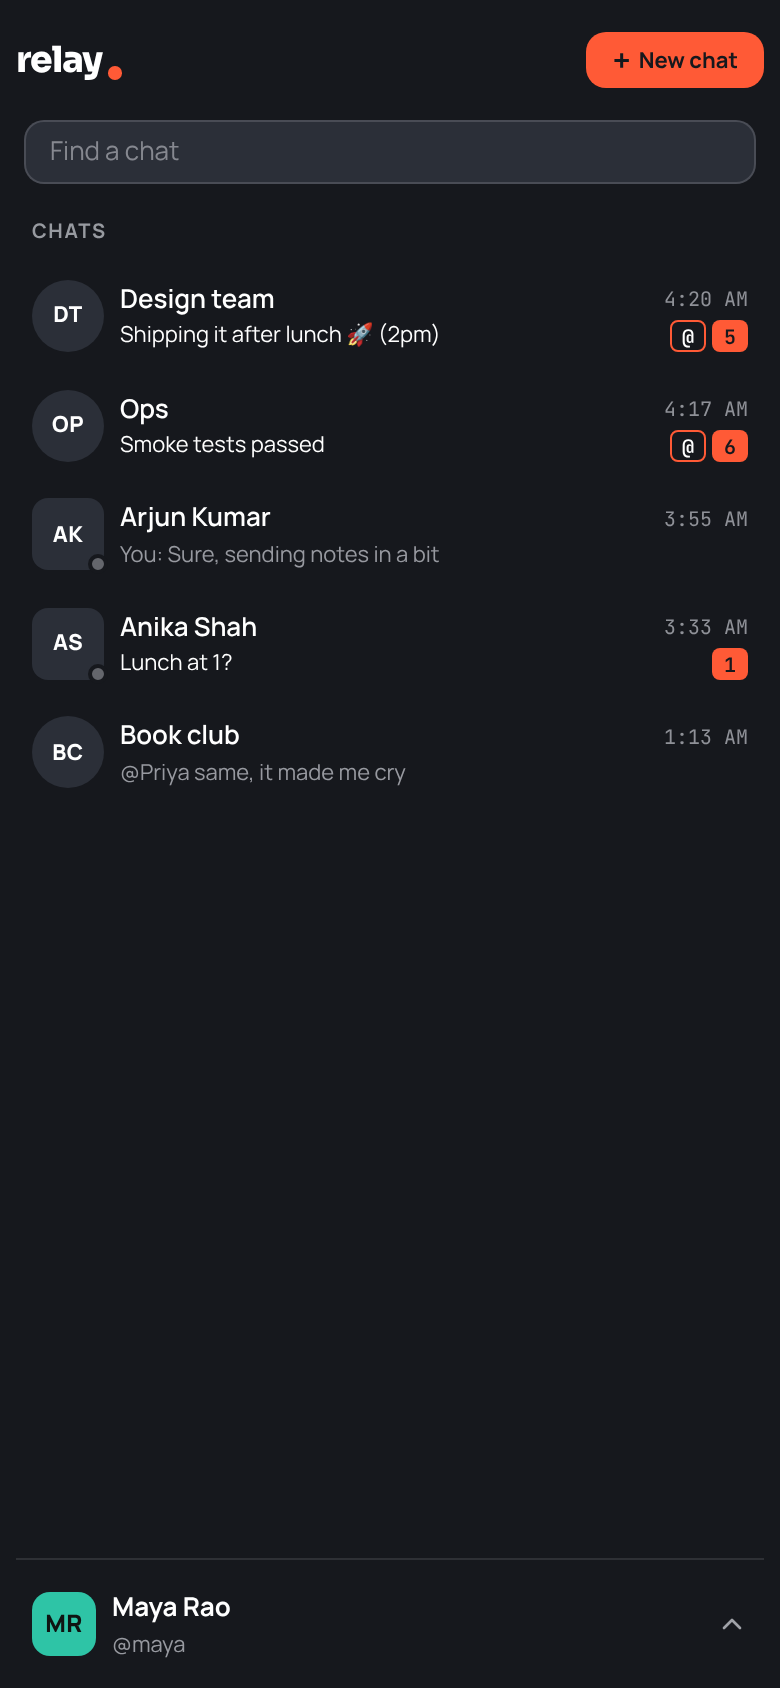 relay.
+ New chat
Find a chat
CHATS
DT Design team 4:20 AM
Shipping it after lunch 🚀 (2pm) @ 5
OP Ops 4:17 AM
Smoke tests passed @ 6
AK Arjun Kumar 3:55 AM
You: Sure, sending notes in a bit
AS Anika Shah 3:33 AM
Lunch at 1? 1
BC Book club 1:13 AM
@Priya same, it made me cry
MR Maya Rao
@maya